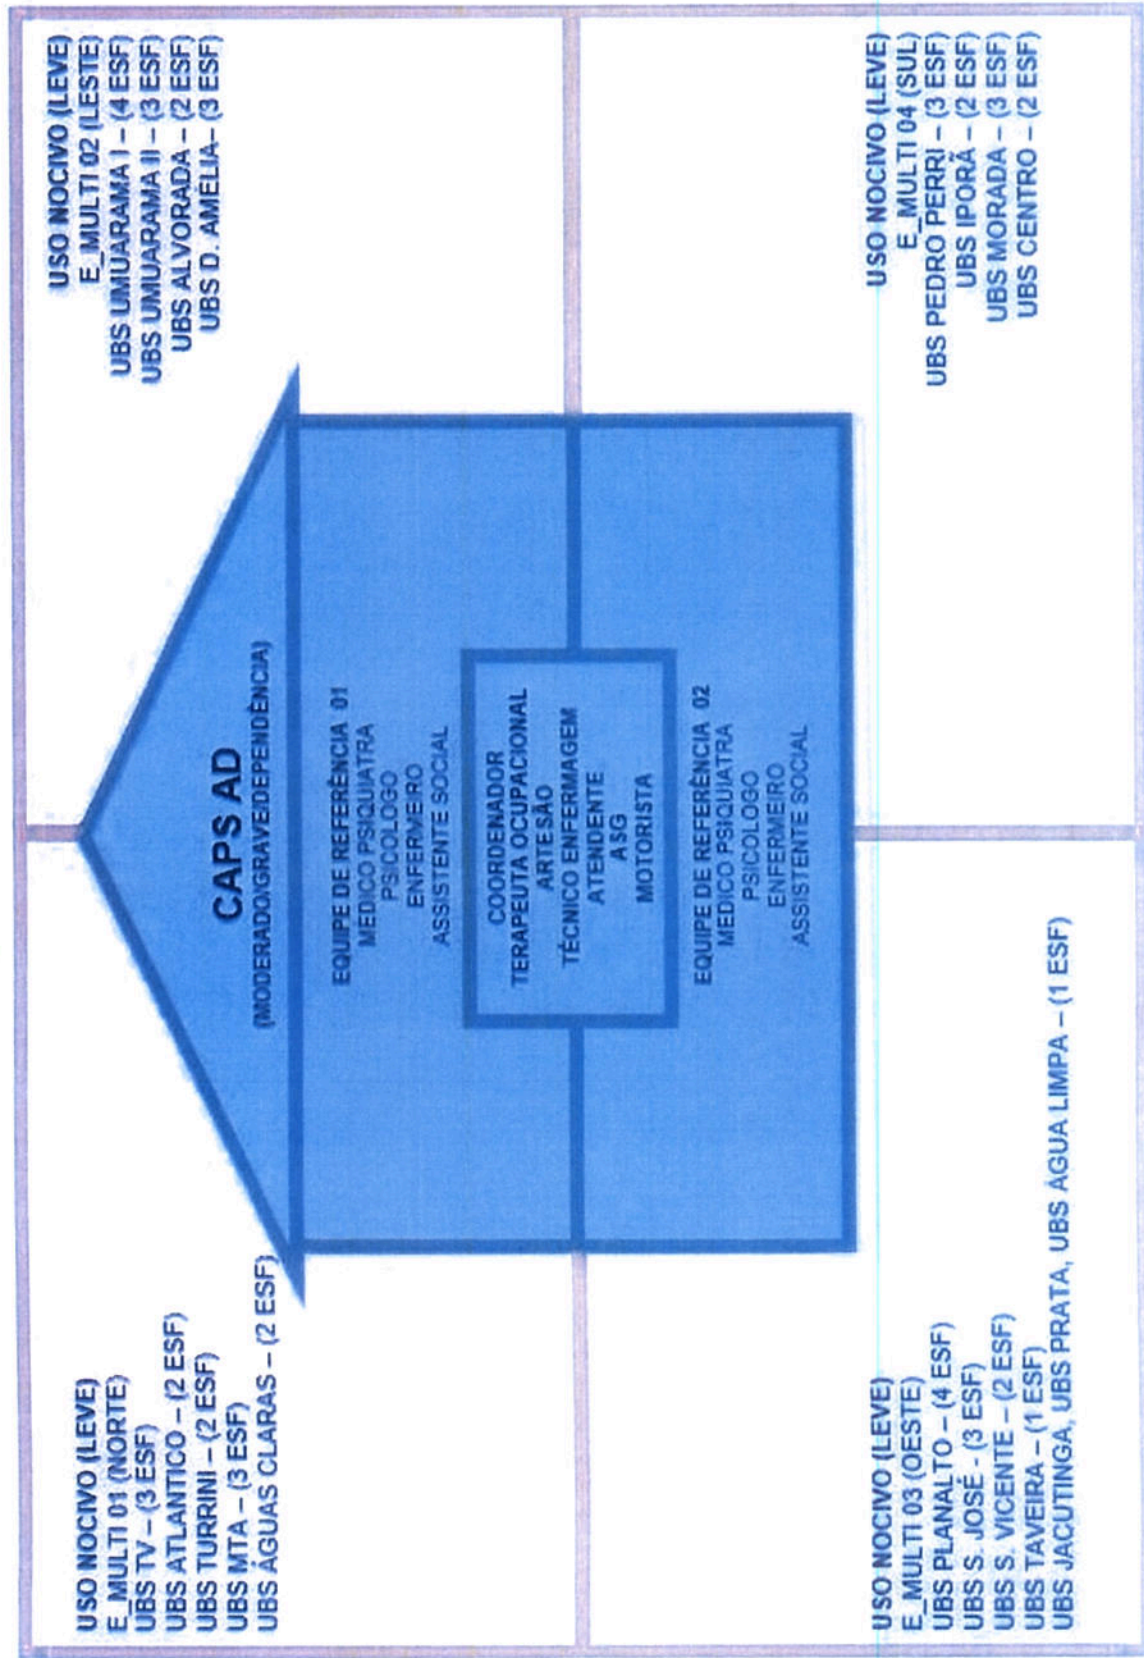 USO NOCIVO (LEVE)
E_MULTI 01 (NORTE)
UBS TV – (3 ESF)
UBS ATLANTICO – (2 ESF)
UBS TURRINI – (2 ESF)
UBS MTA – (3 ESF)
UBS ÁGUAS CLARAS – (2 ESF)
USO NOCIVO (LEVE)
E_MULTI 02 (LESTE)
UBS UMUARAMA I – (4 ESF)
UBS UMUARAMA II – (3 ESF)
UBS ALVORADA – (2 ESF)
UBS D. AMÉLIA– (3 ESF)
CAPS AD
(MODERADO/GRAVE/DEPENDÊNCIA)
EQUIPE DE REFERÊNCIA 01
MÉDICO PSIQUIATRA
PSICOLOGO
ENFERMEIRO
ASSISTENTE SOCIAL
COORDENADOR
TERAPEUTA OCUPACIONAL
ARTESÃO
TÉCNICO ENFERMAGEM
ATENDENTE
ASG
MOTORISTA
EQUIPE DE REFERÊNCIA 02
MÉDICO PSIQUIATRA
PSICOLOGO
ENFERMEIRO
ASSISTENTE SOCIAL
USO NOCIVO (LEVE)
E_MULTI 03 (OESTE)
UBS PLANALTO – (4 ESF)
UBS S. JOSÉ - (3 ESF)
UBS S. VICENTE – (2 ESF)
UBS TAVEIRA – (1 ESF)
UBS JACUTINGA, UBS PRATA, UBS ÁGUA LIMPA – (1 ESF)
USO NOCIVO (LEVE)
E_MULTI 04 (SUL)
UBS PEDRO PERRI – (3 ESF)
UBS IPORÃ – (2 ESF)
UBS MORADA – (3 ESF)
UBS CENTRO – (2 ESF)